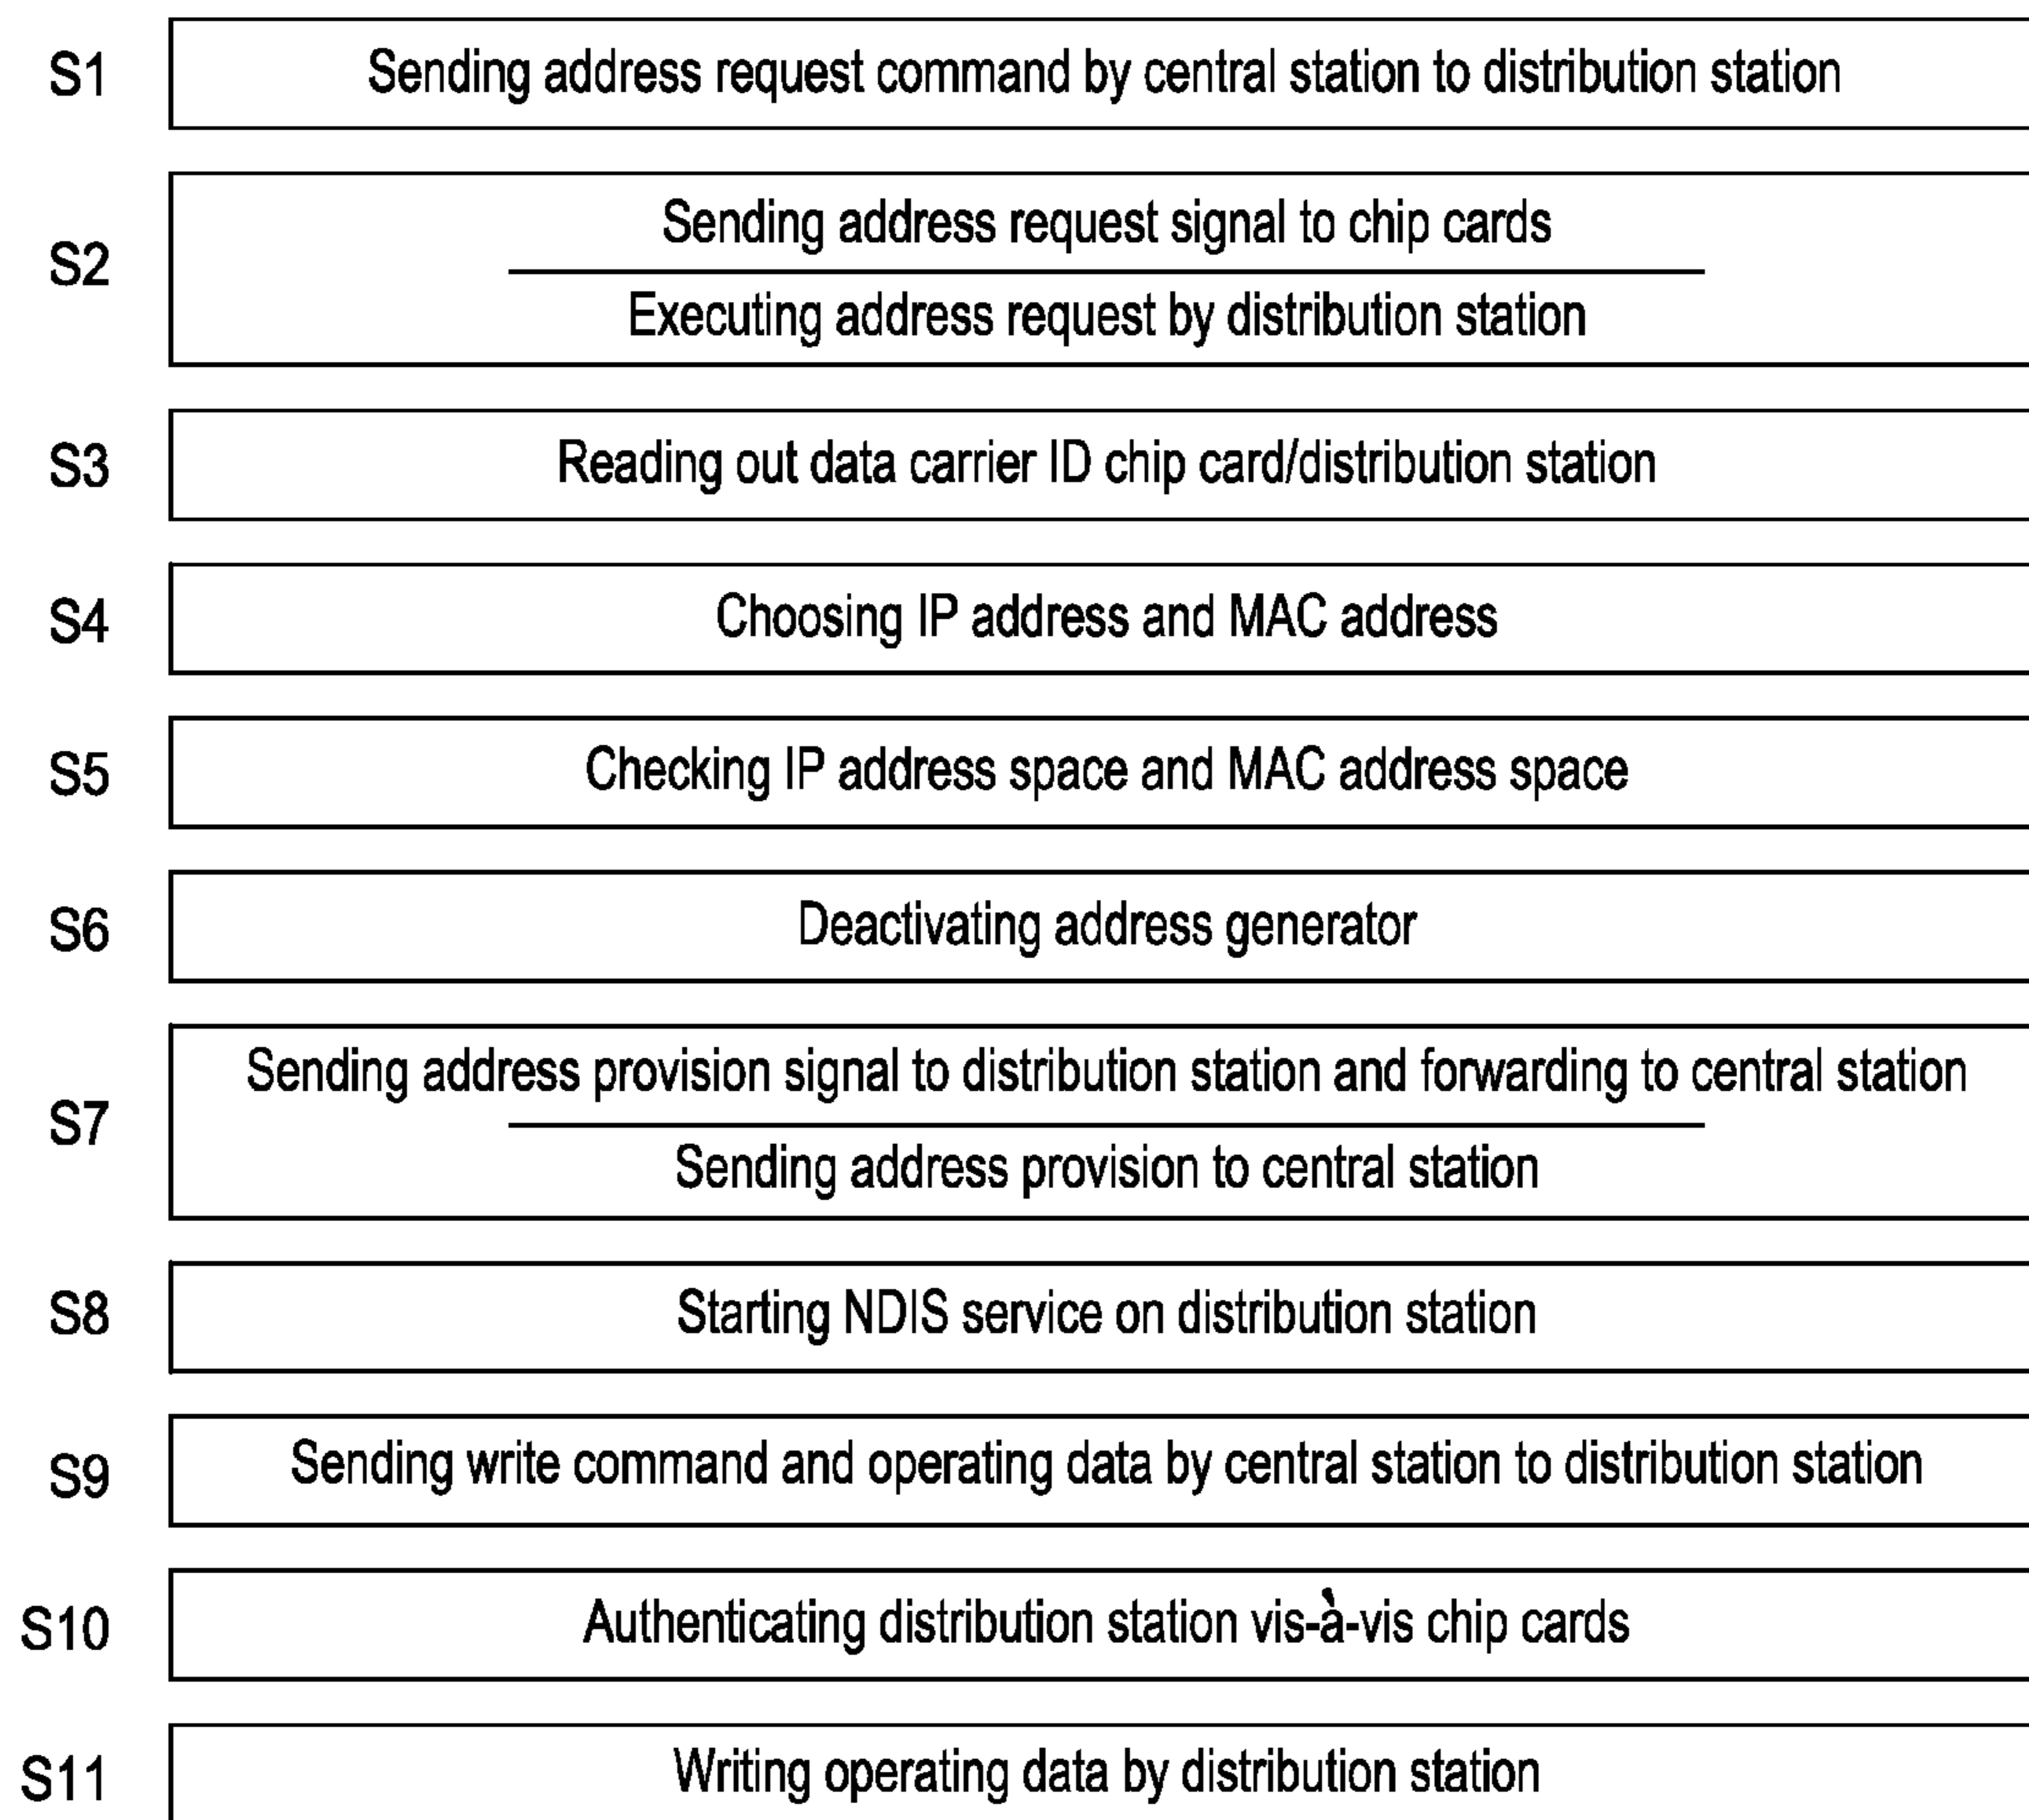 S1 Sending address request command by central station to distribution station
S2 Sending address request signal to chip cards
Executing address request by distribution station
S3 Reading out data carrier ID chip card/distribution station
S4 Choosing IP address and MAC address
S5 Checking IP address space and MAC address space
S6 Deactivating address generator
S7 Sending address provision signal to distribution station and forwarding to central station
Sending address provision to central station
S8 Starting NDIS service on distribution station
S9 Sending write command and operating data by central station to distribution station
S10 Authenticating distribution station vis-à-vis chip cards
S11 Writing operating data by distribution station